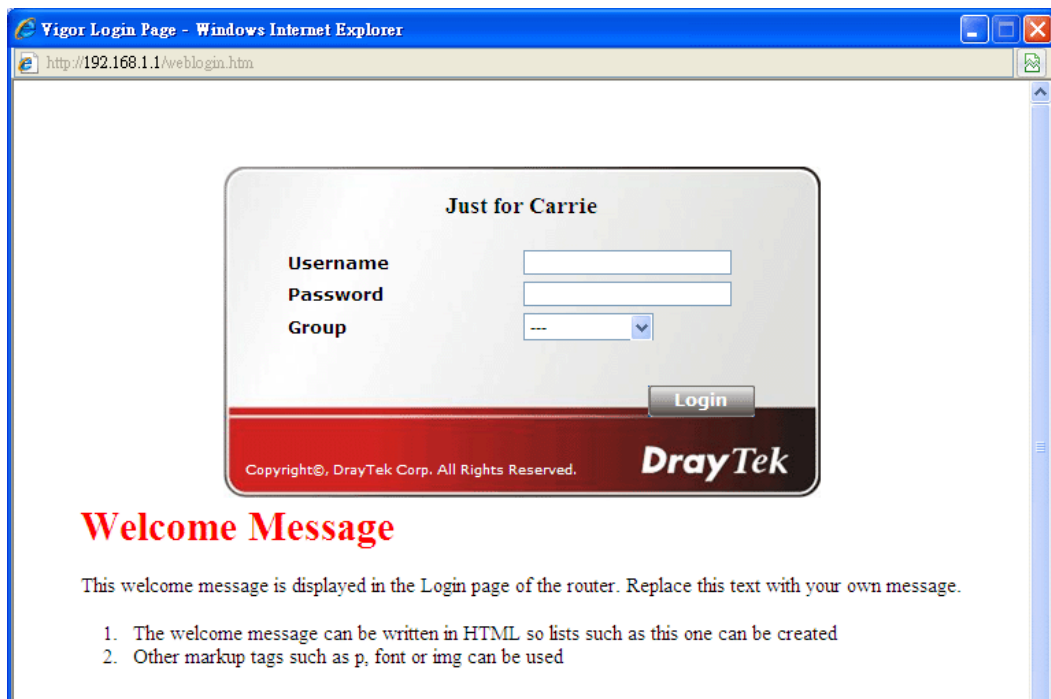 Vigor Login Page - Windows Internet Explorer
http://192.168.1.1/weblogin.htm
Just for Carrie
Username
Password
Group
---
Login
Copyright©, DrayTek Corp. All Rights Reserved.
DrayTek
Welcome Message
This welcome message is displayed in the Login page of the router. Replace this text with your own message.
1. The welcome message can be written in HTML so lists such as this one can be created
2. Other markup tags such as p, font or img can be used